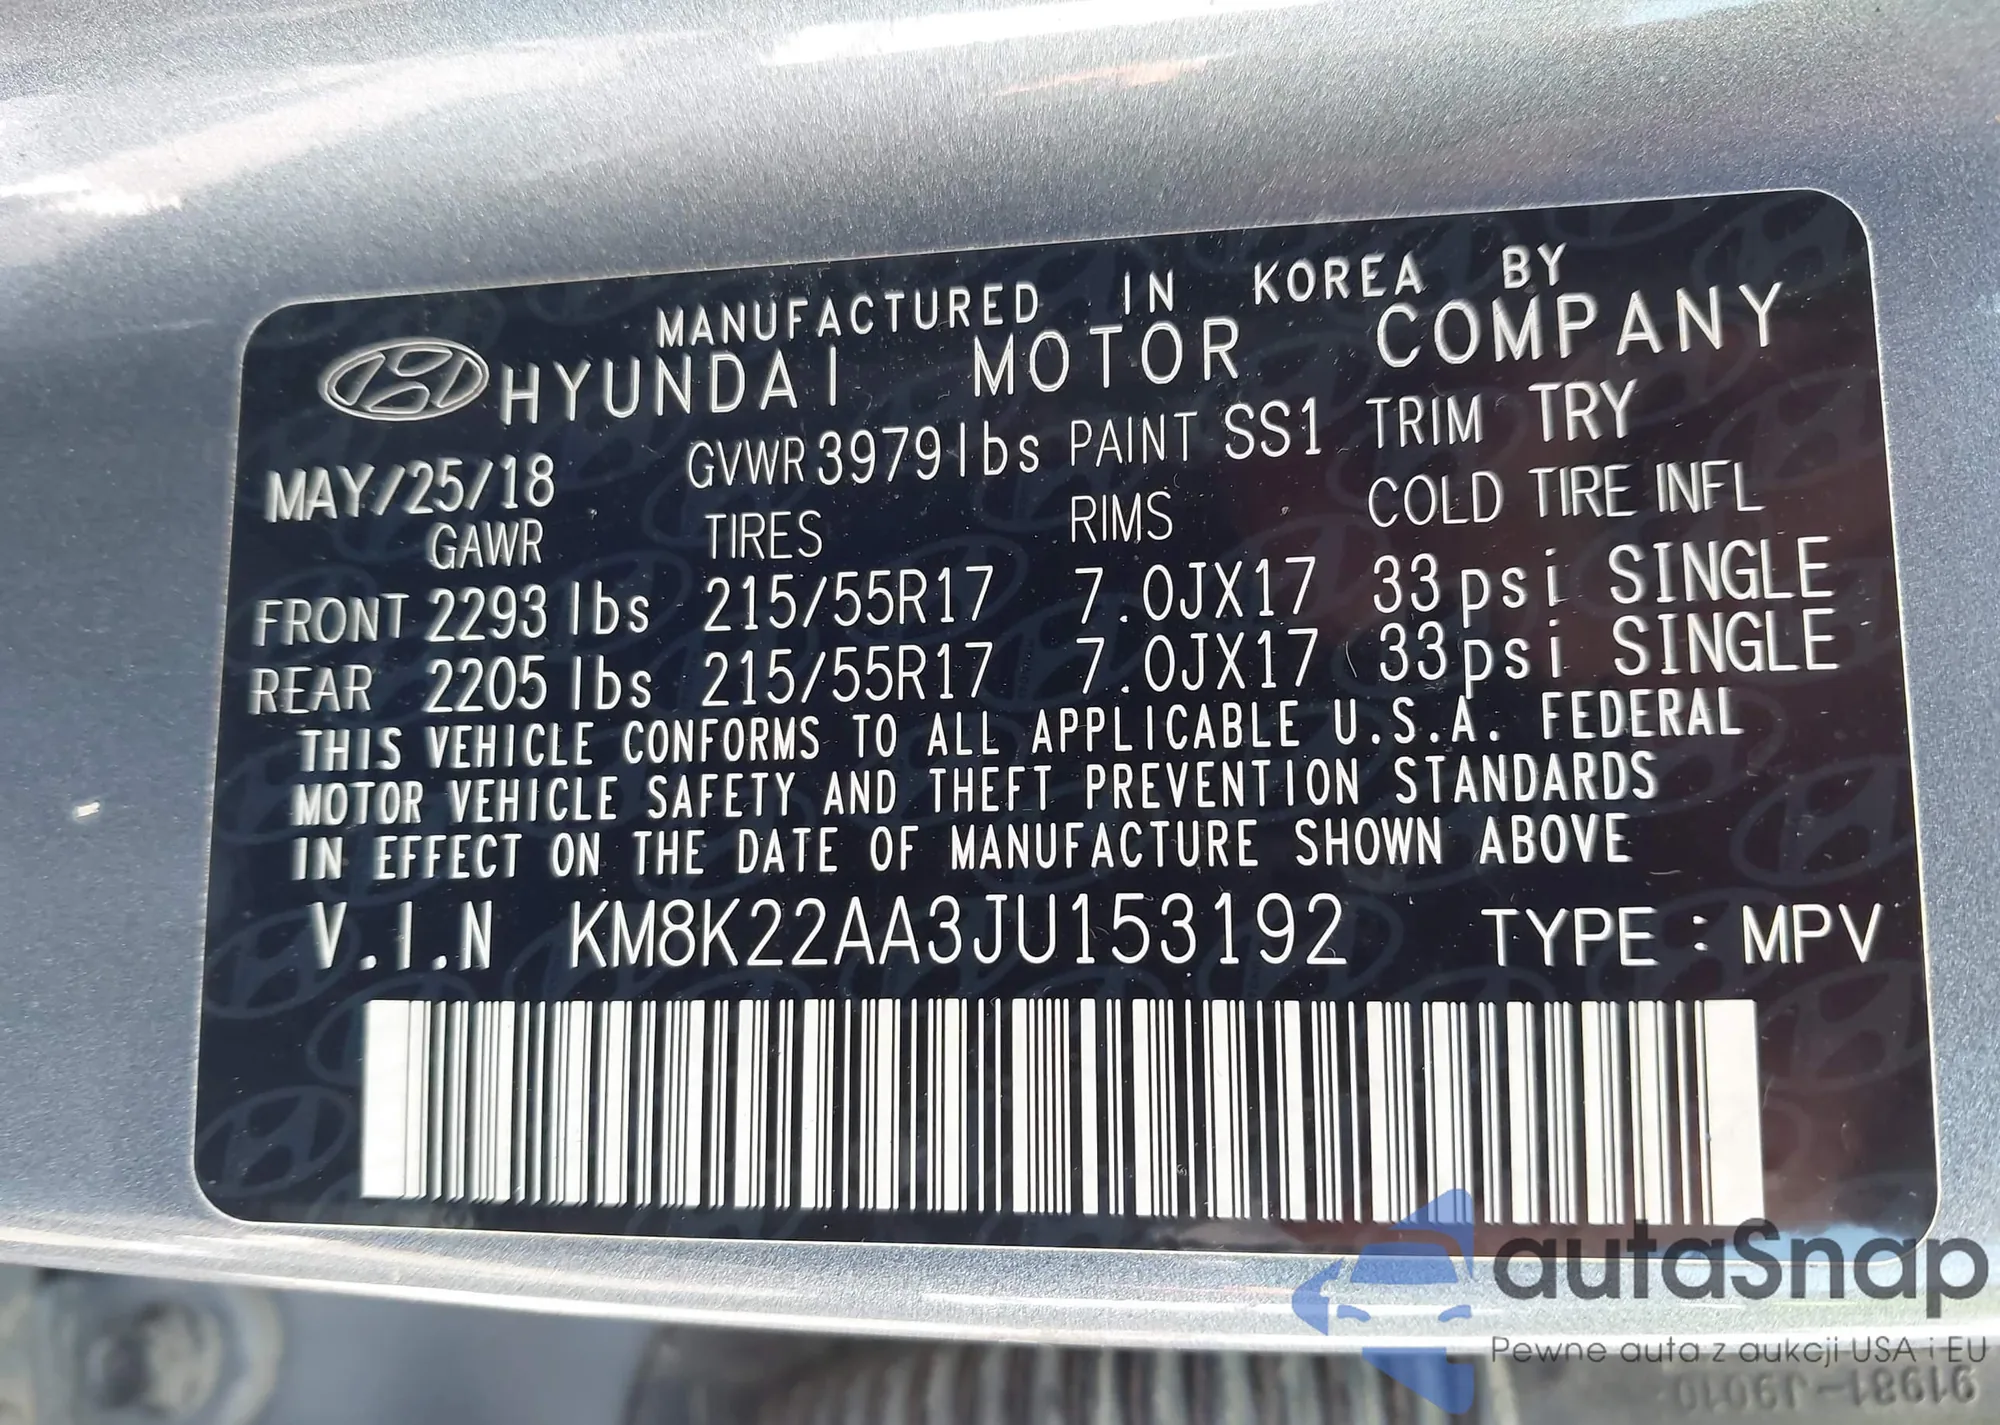 MANUFACTURED IN KOREA BY
HYUNDAI MOTOR COMPANY
MAY/25/18 GVWR 3979lbs PAINT SS1 TRIM TRY
GAWR TIRES RIMS COLD TIRE INFL
FRONT 2293 lbs 215/55R17 7.0JX17 33psi SINGLE
REAR 2205 lbs 215/55R17 7.0JX17 33psi SINGLE
THIS VEHICLE CONFORMS TO ALL APPLICABLE U.S.A. FEDERAL
MOTOR VEHICLE SAFETY AND THEFT PREVENTION STANDARDS
IN EFFECT ON THE DATE OF MANUFACTURE SHOWN ABOVE
V.I.N KM8K22AA3JU153192 TYPE : MPV
autaSnap
Pewne auta z aukcji USA i EU
91981-J9010